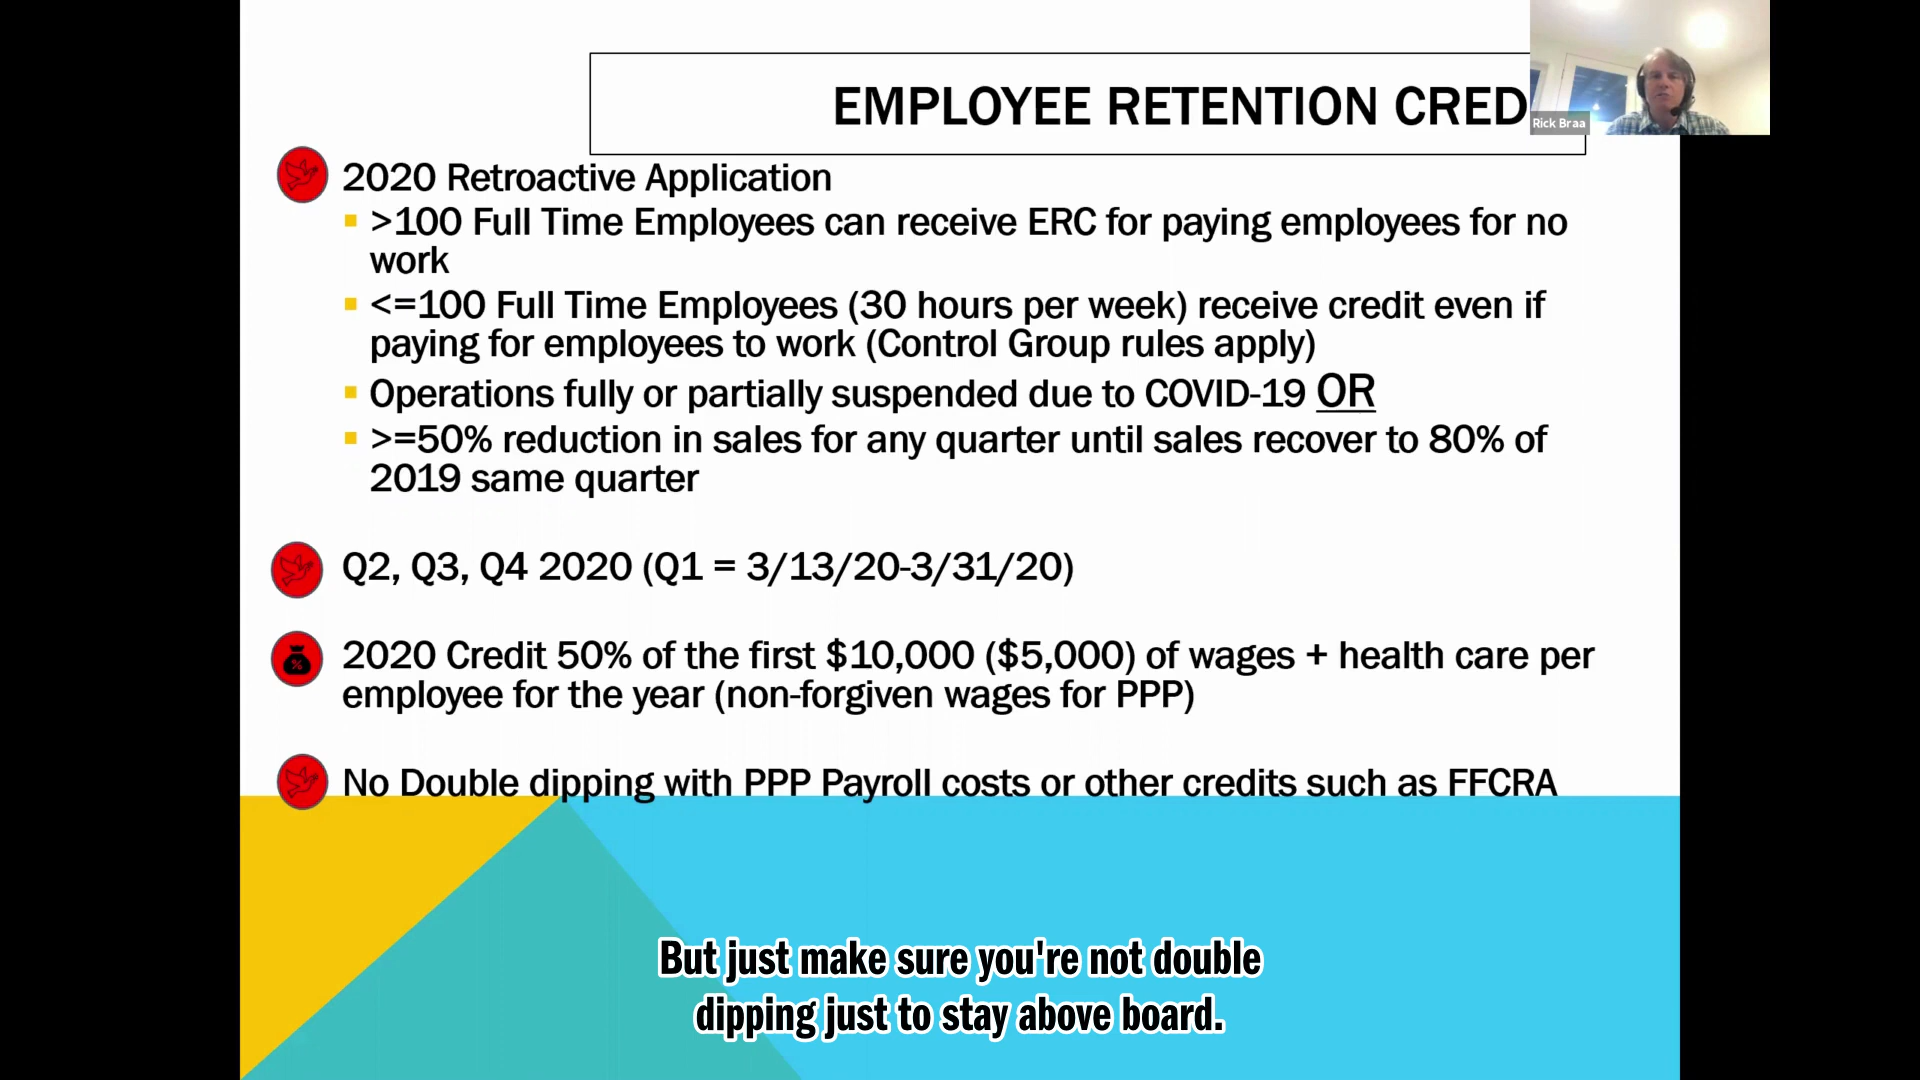 EMPLOYEE RETENTION CRED
Rick Braa
2020 Retroactive Application
>100 Full Time Employees can receive ERC for paying employees for no
work
<=100 Full Time Employees (30 hours per week) receive credit even if
paying for employees to work (Control Group rules apply)
Operations fully or partially suspended due to COVID-19 OR
>=50% reduction in sales for any quarter until sales recover to 80% of
2019 same quarter
Q2, Q3, Q4 2020 (Q1 = 3/13/20-3/31/20)
2020 Credit 50% of the first $10,000 ($5,000) of wages + health care per
employee for the year (non-forgiven wages for PPP)
No Double dipping with PPP Payroll costs or other credits such as FFCRA
But just make sure you're not double
dipping just to stay above board.